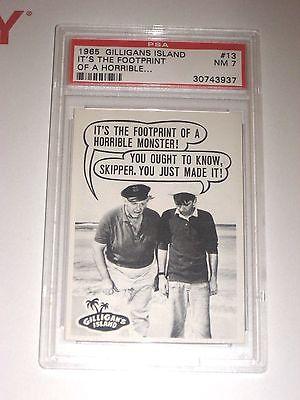 Y
PSA
1965 GILLIGANS ISLAND #13
IT'S THE FOOTPRINT NM 7
OF A HORRIBLE... 30743937
IT'S THE FOOTPRINT OF A
HORRIBLE MONSTER!
YOU OUGHT TO KNOW,
SKIPPER. YOU JUST MADE IT!
GILLIGAN'S
ISLAND